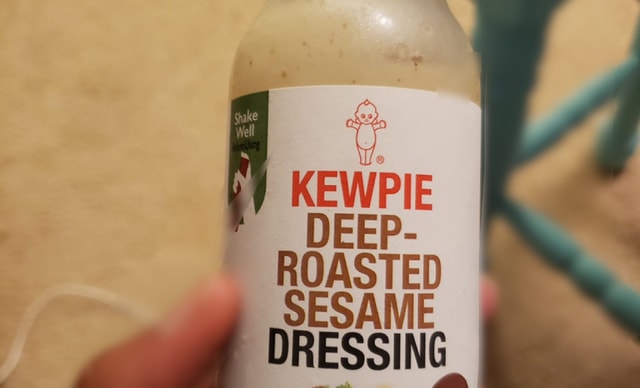 Shake
Well
®
KEWPIE
DEEP-
ROASTED
SESAME
DRESSING